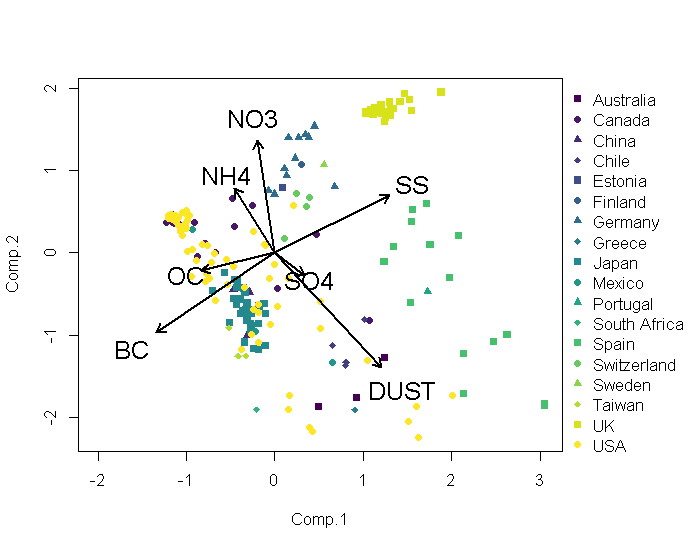 2
1
0
-1
-2
Comp.2
NO3
NH4
SS
OC
SO4
BC
DUST
-2
-1
0
1
2
3
Comp.1
Australia
Canada
China
Chile
Estonia
Finland
Germany
Greece
Japan
Mexico
Portugal
South Africa
Spain
Switzerland
Sweden
Taiwan
UK
USA